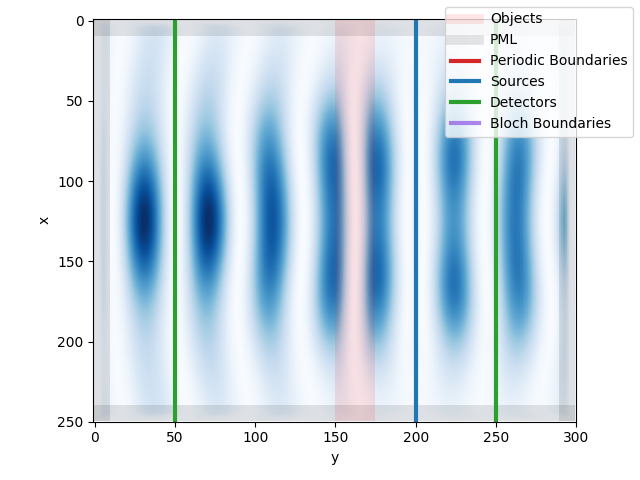 Objects
PML
Periodic Boundaries
Sources
Detectors
Bloch Boundaries
0
50
100
150
200
250
x
0
50
100
150
200
250
300
y